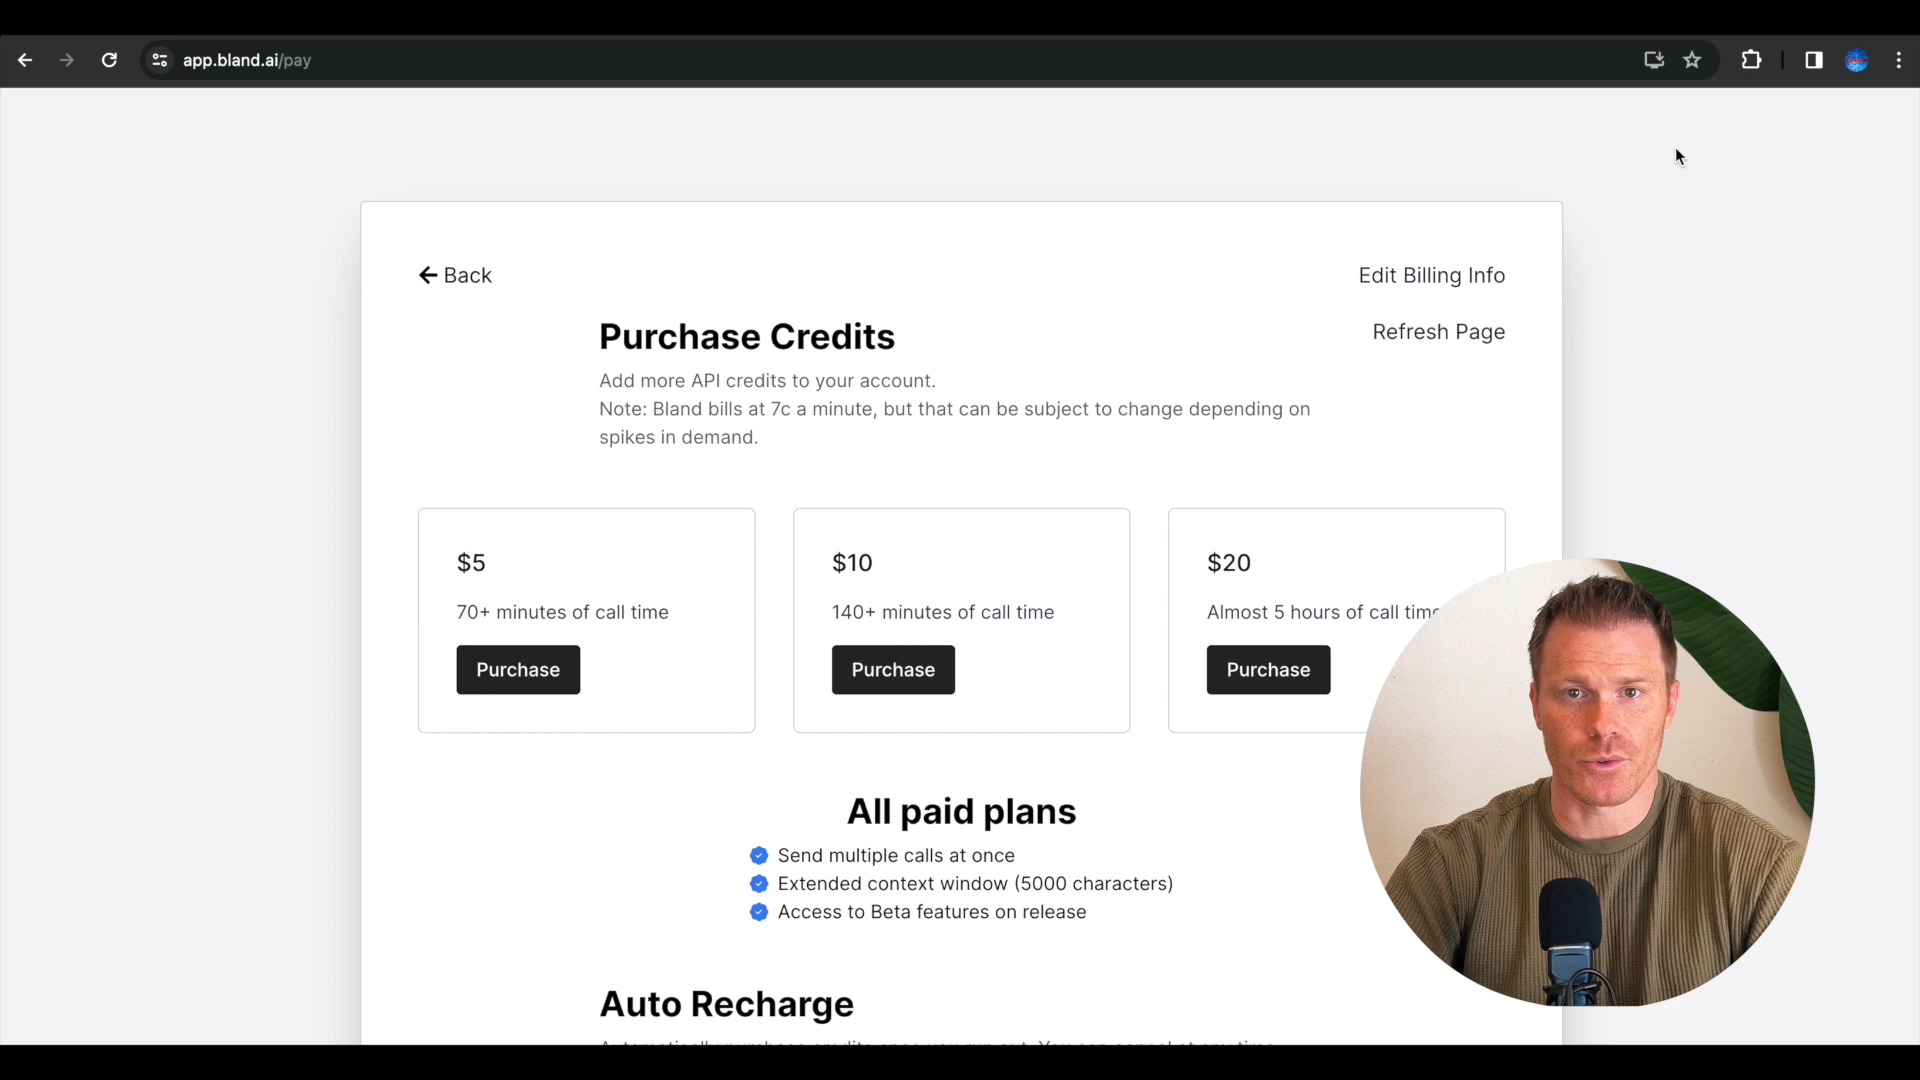 app.bland.ai/pay
Back
Edit Billing Info
Purchase Credits
Refresh Page
Add more API credits to your account.
Note: Bland bills at 7c a minute, but that can be subject to change depending on
spikes in demand.
$5
70+ minutes of call time
Purchase
$10
140+ minutes of call time
Purchase
$20
Almost 5 hours of call time
Purchase
All paid plans
Send multiple calls at once
Extended context window (5000 characters)
Access to Beta features on release
Auto Recharge